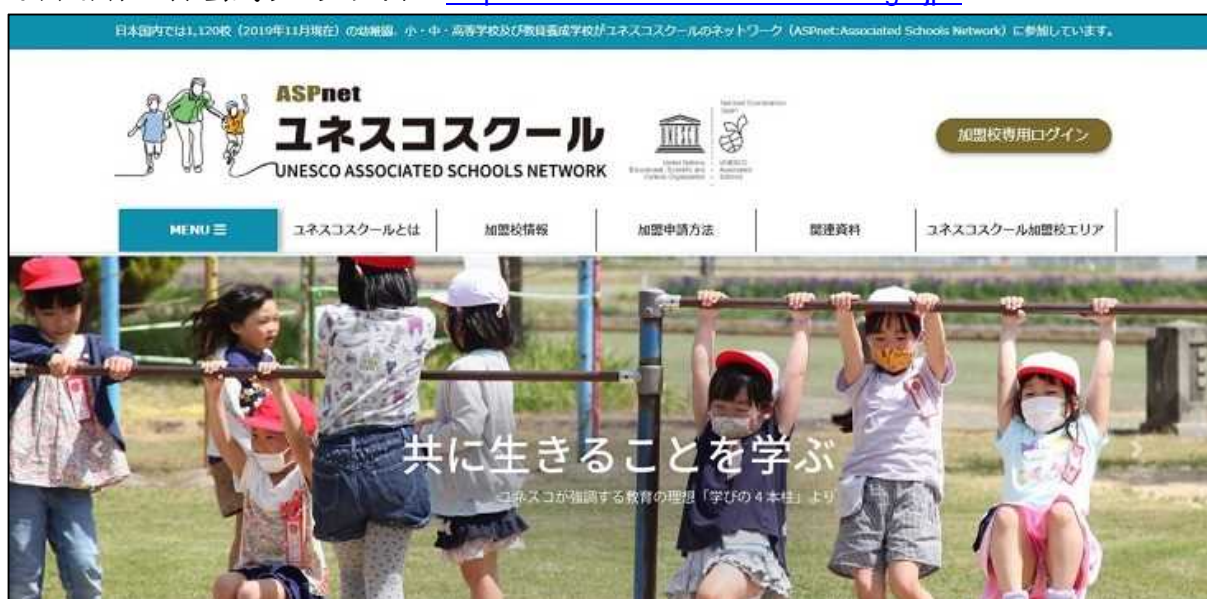 日本国内では1,120校（2019年11月現在）の幼稚園、小・中・高等学校及び教員養成学校がユネスコスクールのネットワーク（ASPnet:Associated Schools Network）に参加しています。
ASPnet
ユネスコスクール
UNESCO ASSOCIATED SCHOOLS NETWORK
UNESCO
加盟校専用ログイン
MENU
ユネスコスクールとは
加盟校情報
加盟申請方法
関連資料
ユネスコスクール加盟校エリア
共に生きることを学ぶ
ユネスコが強調する教育の理想「学びの4本柱」より